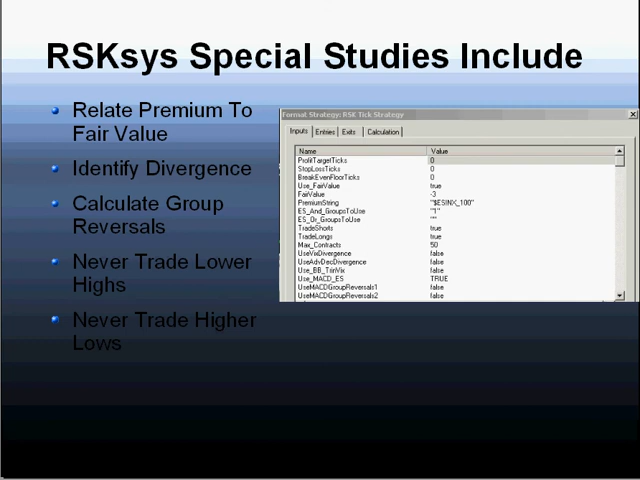 RSKsys Special Studies Include
Relate Premium To
Fair Value
Identify Divergence
Calculate Group
Reversals
Never Trade Lower
Highs
Never Trade Higher
Lows
Format Strategy: RSK Tick Strategy
Inputs Entries Exits Calculation
Name Value
ProfitTargetTicks 0
StopLossTicks 0
BreakEvenFloorTicks 0
Use_FairValue true
FairValue -3
PremiumString "$ESINX_100"
ES_And_GroupsToUse "1"
ES_Or_GroupsToUse ""
TradeShorts true
TradeLongs true
Max_Contracts 50
UseVixDivergence false
UseAdvDecDivergence false
Use_BB_TrinVix false
Use_MACD_ES TRUE
UseMACDGroupReversals1 false
UseMACDGroupReversals2 false